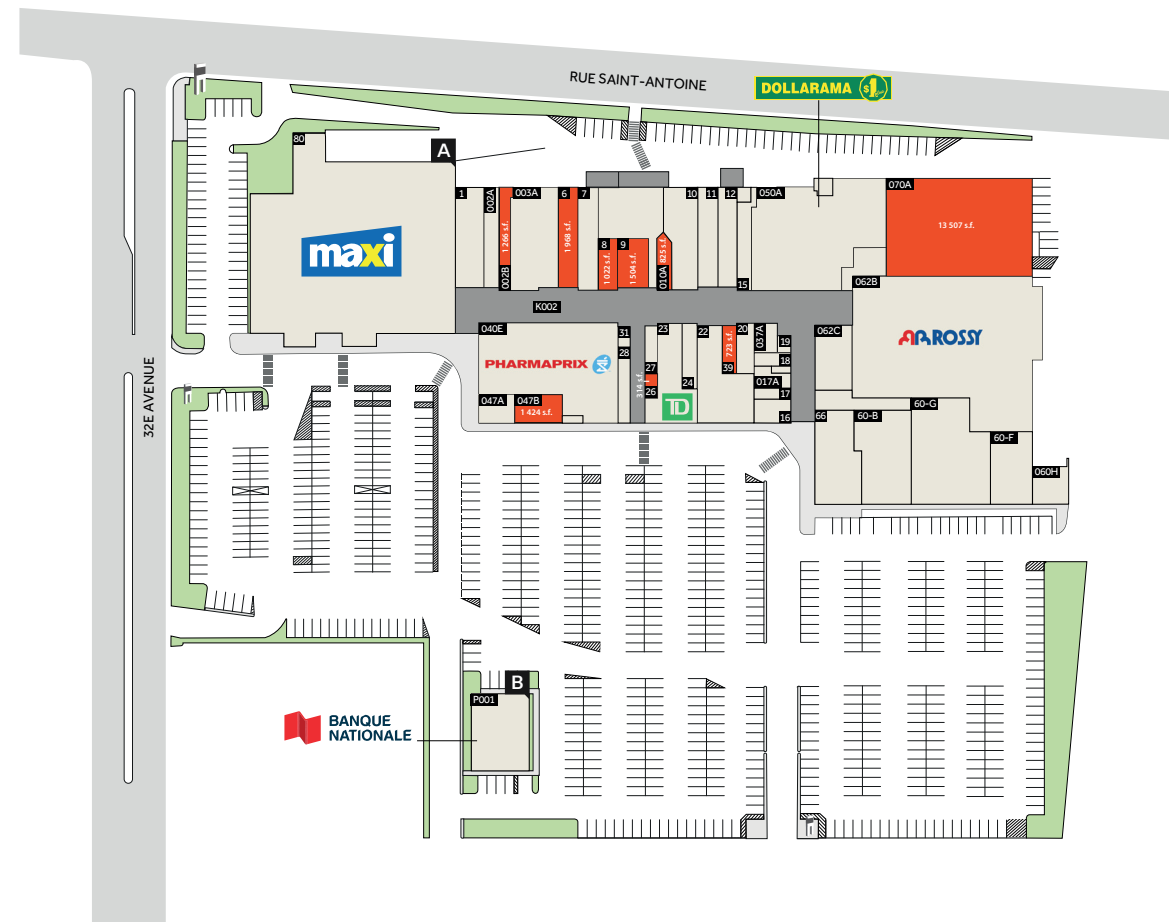 RUE SAINT-ANTOINE
DOLLARAMA $1
32E AVENUE
80
A
maxi
1
002A
1 266 s.f.
002B
003A
6
1 968 s.f.
7
8
1 022 s.f.
9
1 504 s.f.
825 s.f.
010A
10
11
12
15
050A
070A
13 507 s.f.
K002
040E
PHARMAPRIX
047A
047B
1 424 s.f.
31
28
314 s.f.
27
26
23
24
TD
22
723 s.f.
39
20
037A
19
18
017A
17
16
062B
062C
ROSSY
66
60-B
60-G
60-F
060H
B
P001
BANQUE
NATIONALE